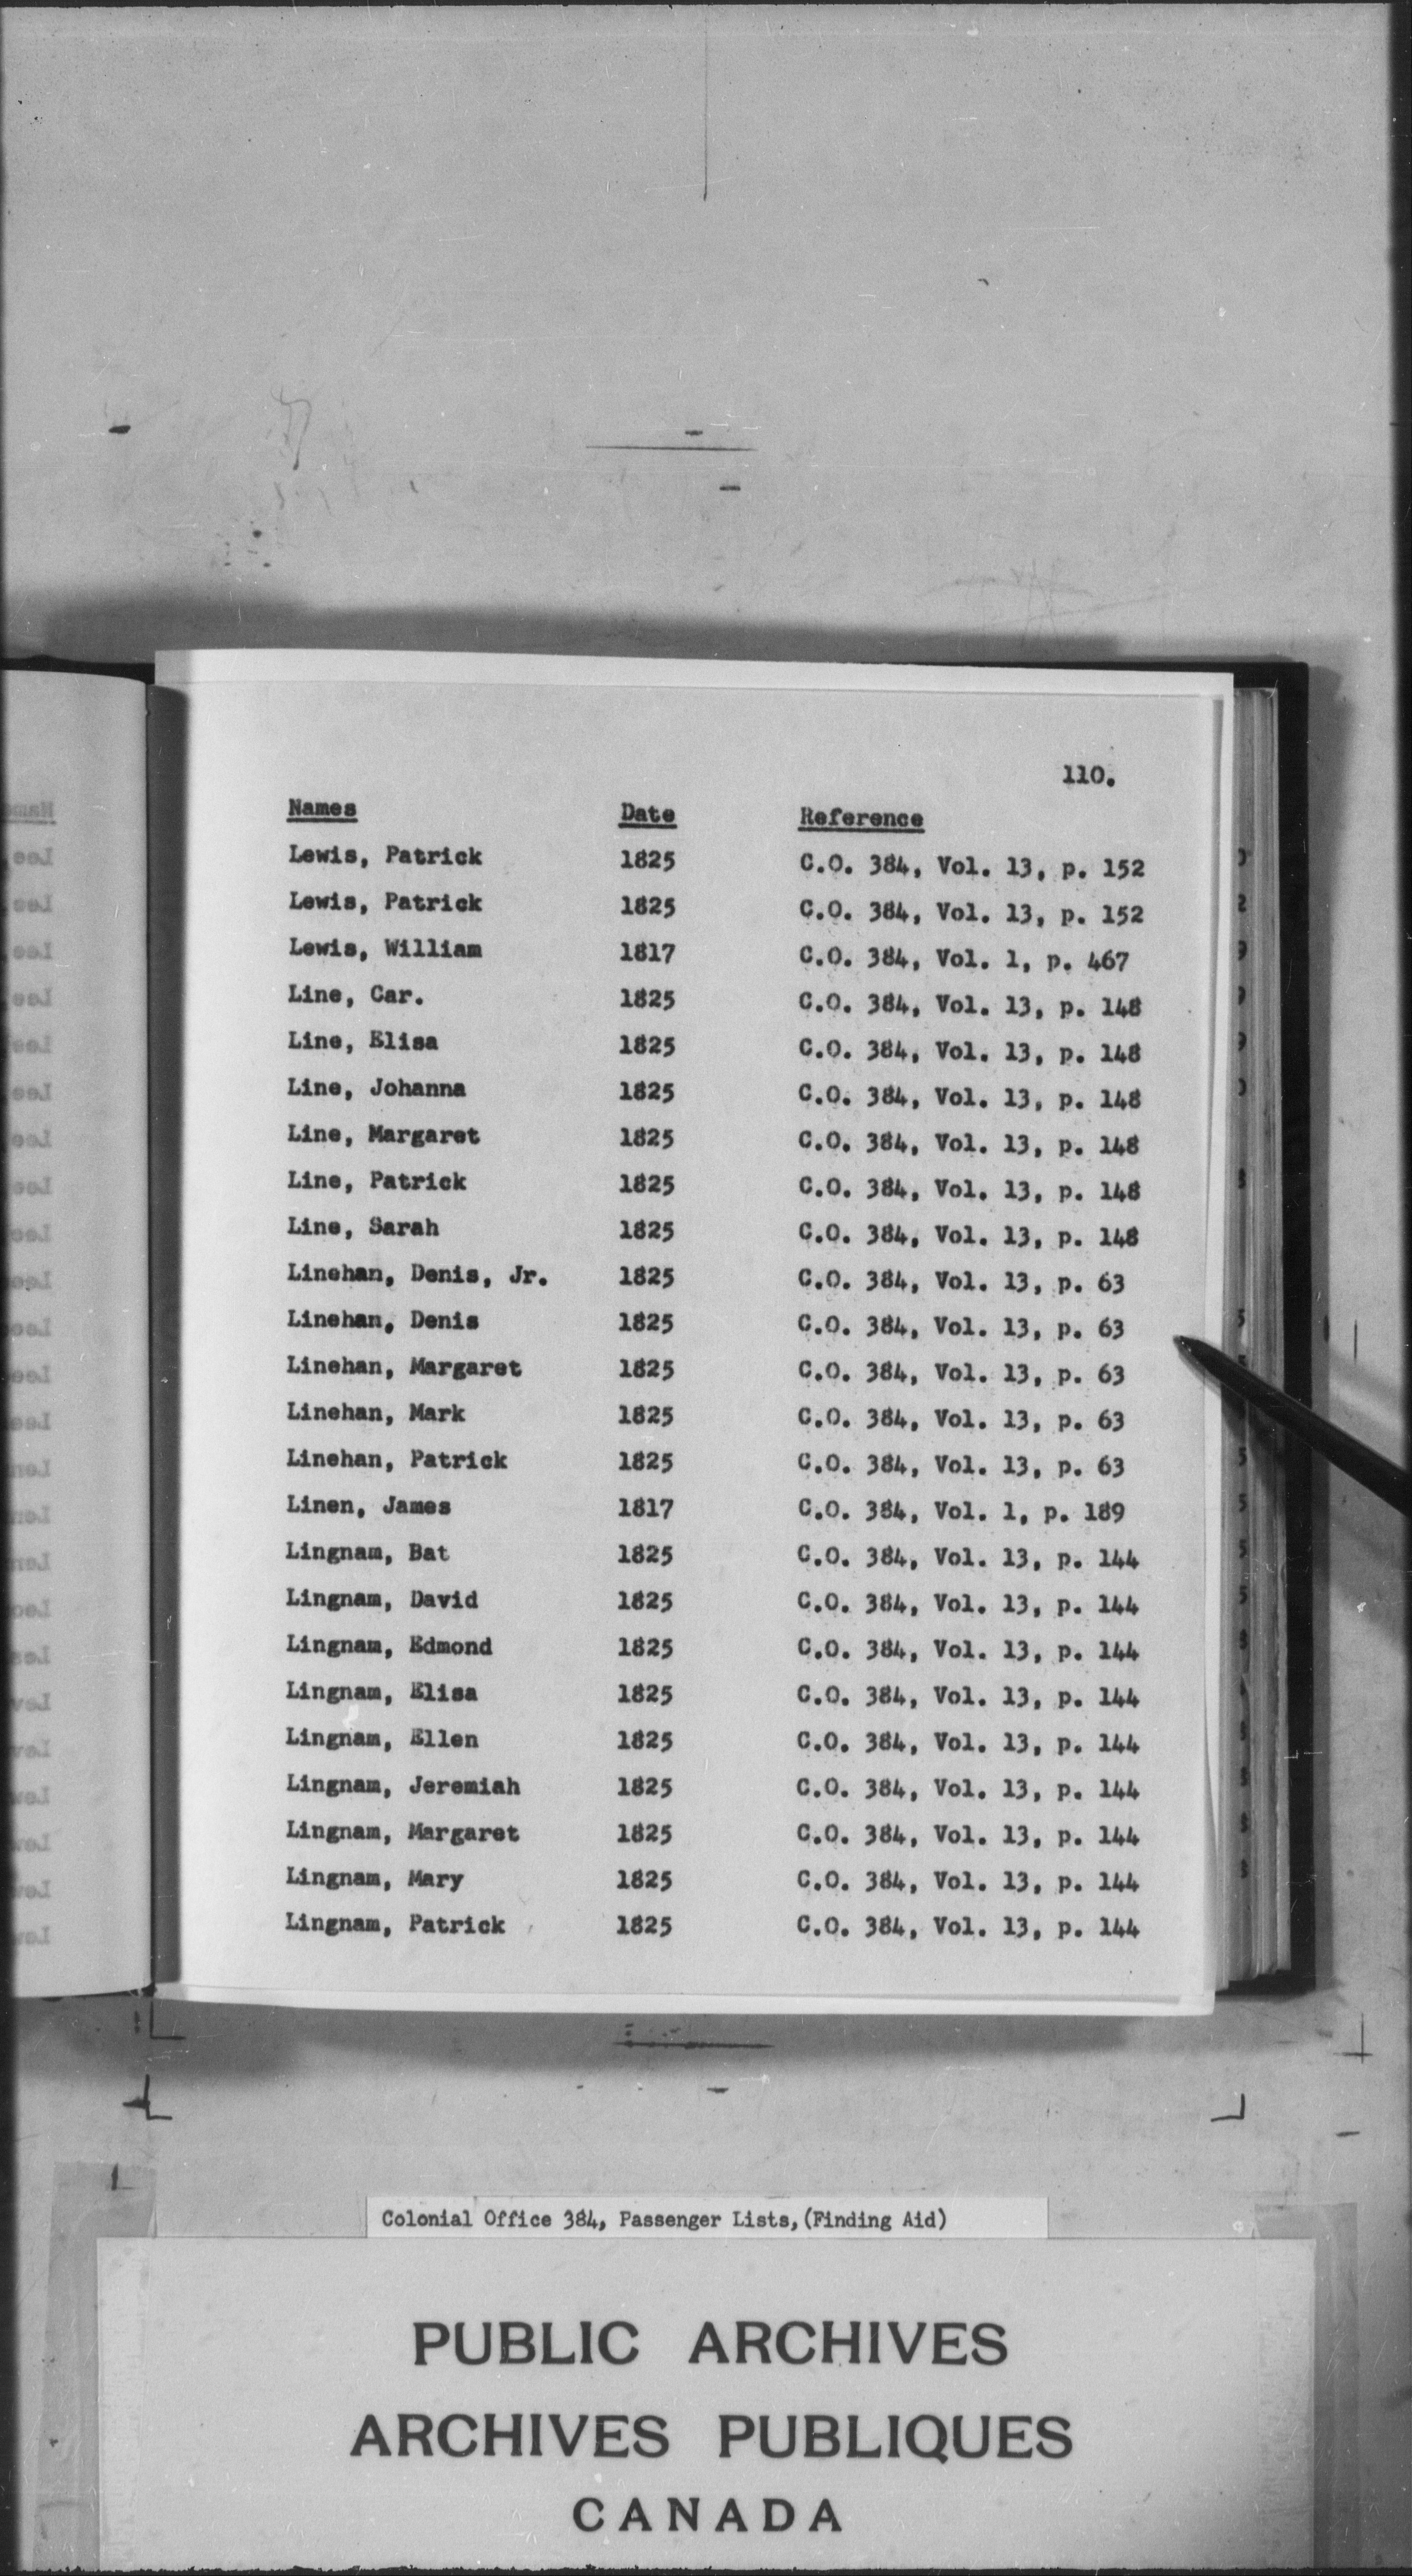 110.
Names Date Reference
Lewis, Patrick 1825 C.O. 384, Vol. 13, p. 152
Lewis, Patrick 1825 C.O. 384, Vol. 13, p. 152
Lewis, William 1817 C.O. 384, Vol. 1, p. 467
Line, Car. 1825 C.O. 384, Vol. 13, p. 148
Line, Elisa 1825 C.O. 384, Vol. 13, p. 148
Line, Johanna 1825 C.O. 384, Vol. 13, p. 148
Line, Margaret 1825 C.O. 384, Vol. 13, p. 148
Line, Patrick 1825 C.O. 384, Vol. 13, p. 148
Line, Sarah 1825 C.O. 384, Vol. 13, p. 148
Linehan, Denis, Jr. 1825 C.O. 384, Vol. 13, p. 63
Linehan, Denis 1825 C.O. 384, Vol. 13, p. 63
Linehan, Margaret 1825 C.O. 384, Vol. 13, p. 63
Linehan, Mark 1825 C.O. 384, Vol. 13, p. 63
Linehan, Patrick 1825 C.O. 384, Vol. 13, p. 63
Linen, James 1817 C.O. 384, Vol. 1, p. 189
Lingnam, Bat 1825 C.O. 384, Vol. 13, p. 144
Lingnam, David 1825 C.O. 384, Vol. 13, p. 144
Lingnam, Edmond 1825 C.O. 384, Vol. 13, p. 144
Lingnam, Elisa 1825 C.O. 384, Vol. 13, p. 144
Lingnam, Ellen 1825 C.O. 384, Vol. 13, p. 144
Lingnam, Jeremiah 1825 C.O. 384, Vol. 13, p. 144
Lingnam, Margaret 1825 C.O. 384, Vol. 13, p. 144
Lingnam, Mary 1825 C.O. 384, Vol. 13, p. 144
Lingnam, Patrick 1825 C.O. 384, Vol. 13, p. 144
Colonial Office 384, Passenger Lists, (Finding Aid)
PUBLIC ARCHIVES
ARCHIVES PUBLIQUES
CANADA